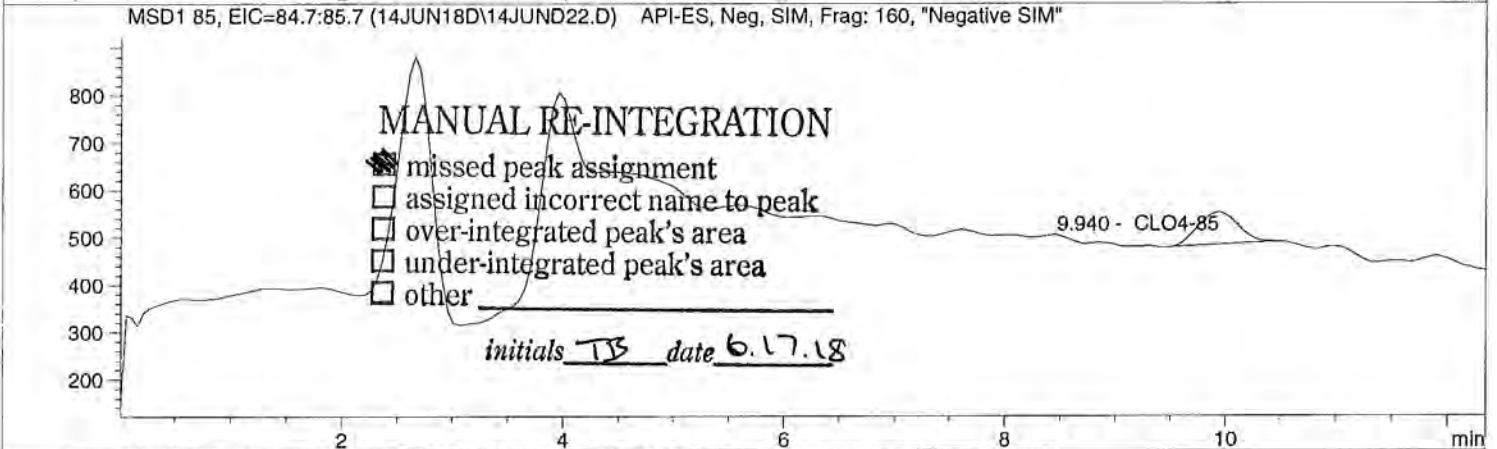 MSD1 85, EIC=84.7:85.7 (14JUN18D\14JUND22.D) API-ES, Neg, SIM, Frag: 160, "Negative SIM"
800
700
600
500
400
300
200
MANUAL RE-INTEGRATION
missed peak assignment
assigned incorrect name to peak
over-integrated peak's area
under-integrated peak's area
other
initials TB date 6.17.18
9.940 - CLO4-85
2 4 6 8 10 min